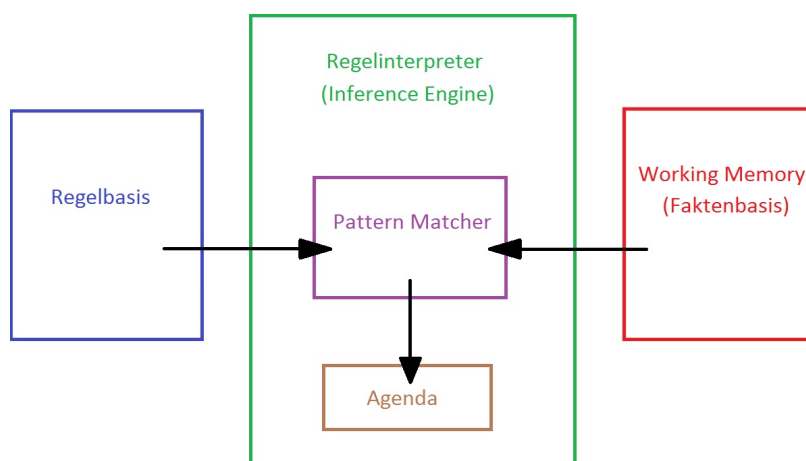 Regelinterpreter
(Inference Engine)
Regelbasis
Pattern Matcher
Working Memory
(Faktenbasis)
Agenda